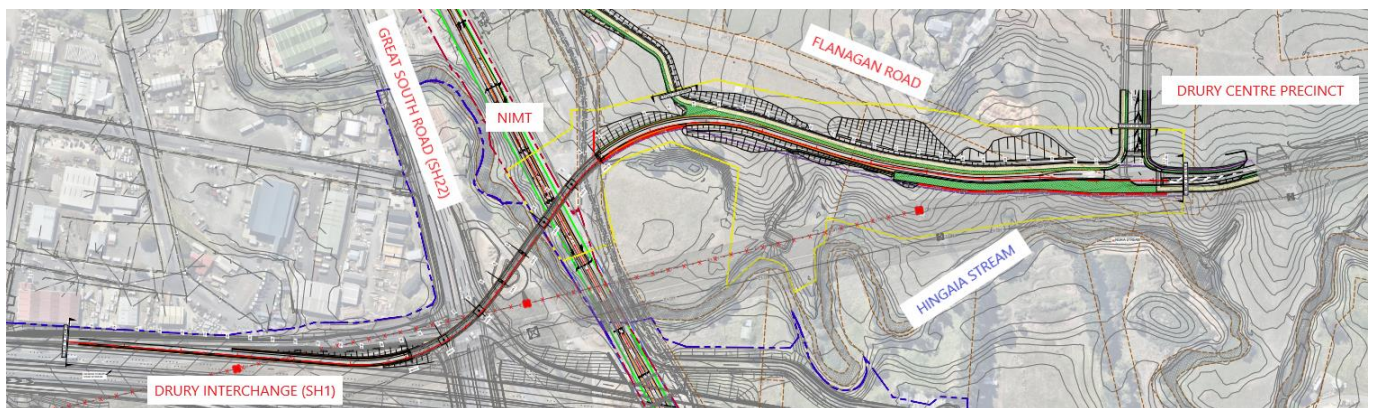 GREAT SOUTH ROAD (SH22)
NIMT
FLANAGAN ROAD
DRURY CENTRE PRECINCT
HINGAIA STREAM
DRURY INTERCHANGE (SH1)